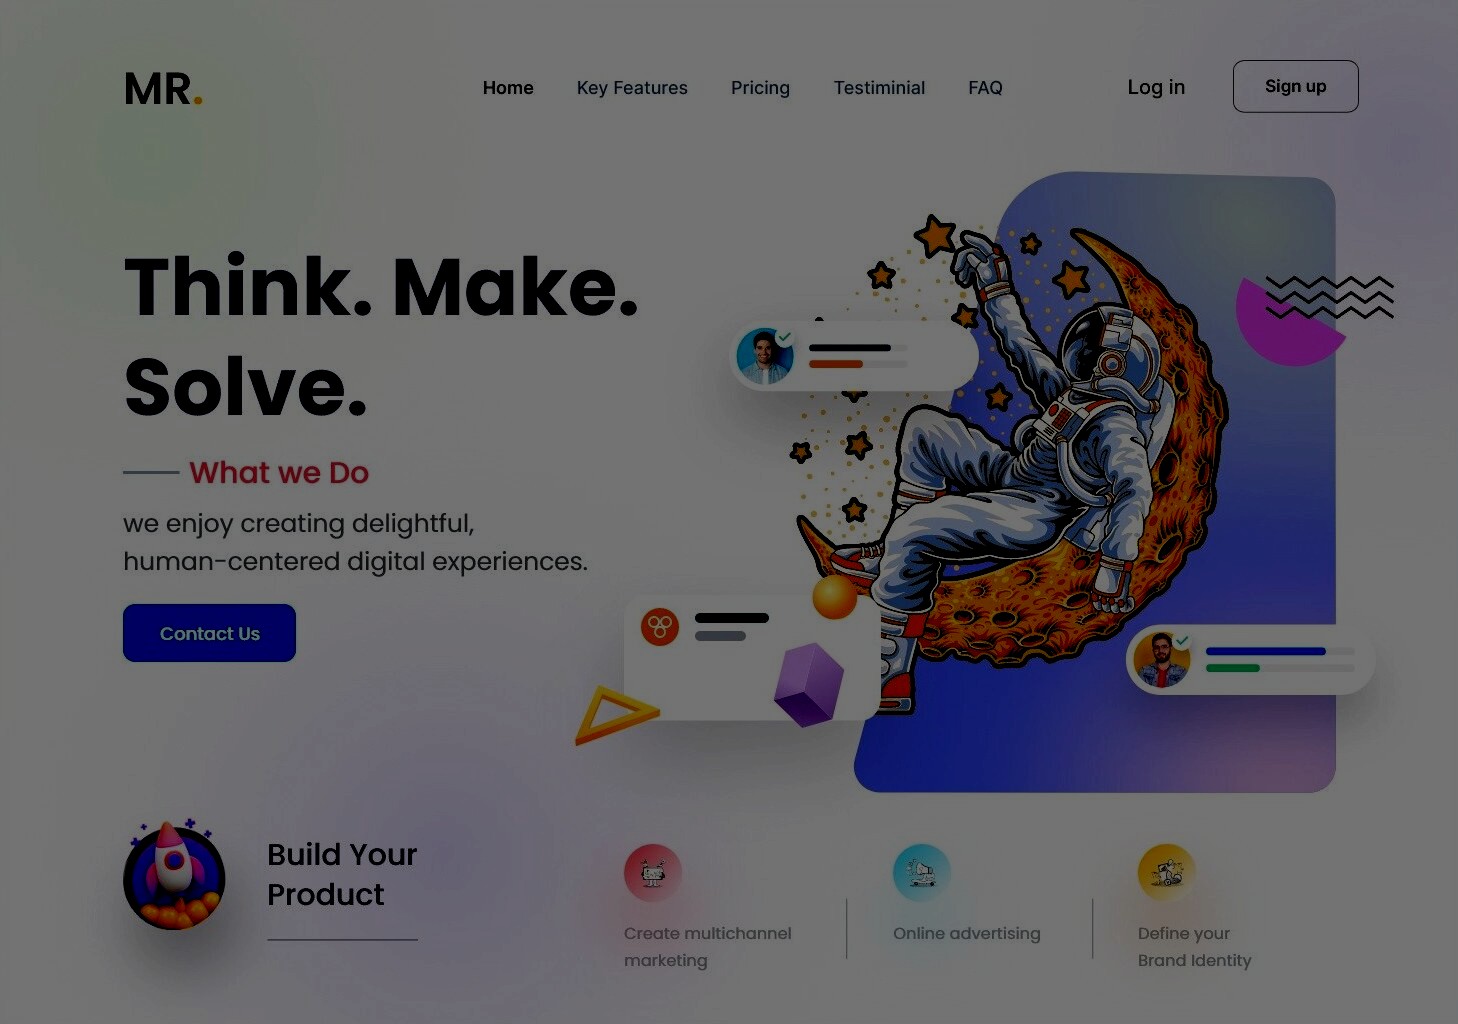 MR.
Home Key Features Pricing Testiminial FAQ Log in Sign up
Think. Make.
Solve.
What we Do
we enjoy creating delightful,
human-centered digital experiences.
Contact Us
Build Your
Product
Create multichannel
marketing
Online advertising
Define your
Brand Identity